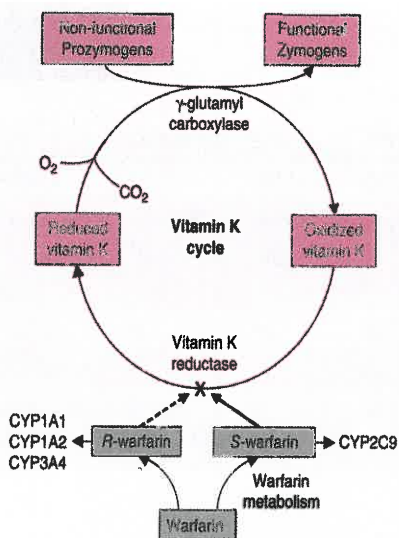 Non-functional
Prozymogens
Functional
Zymogens
γ-glutamyl
carboxylase
O2
CO2
Reduced
vitamin K
Vitamin K
cycle
Oxidized
vitamin K
Vitamin K
reductase
X
CYP1A1
CYP1A2
CYP3A4
R-warfarin
S-warfarin
CYP2C9
Warfarin
metabolism
Warfarin